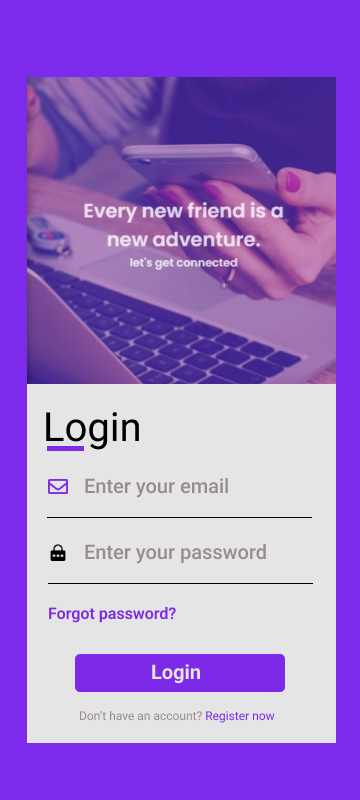 Every new friend is a
new adventure.
let's get connected
Login
Enter your email
Enter your password
Forgot password?
Login
Don't have an account? Register now